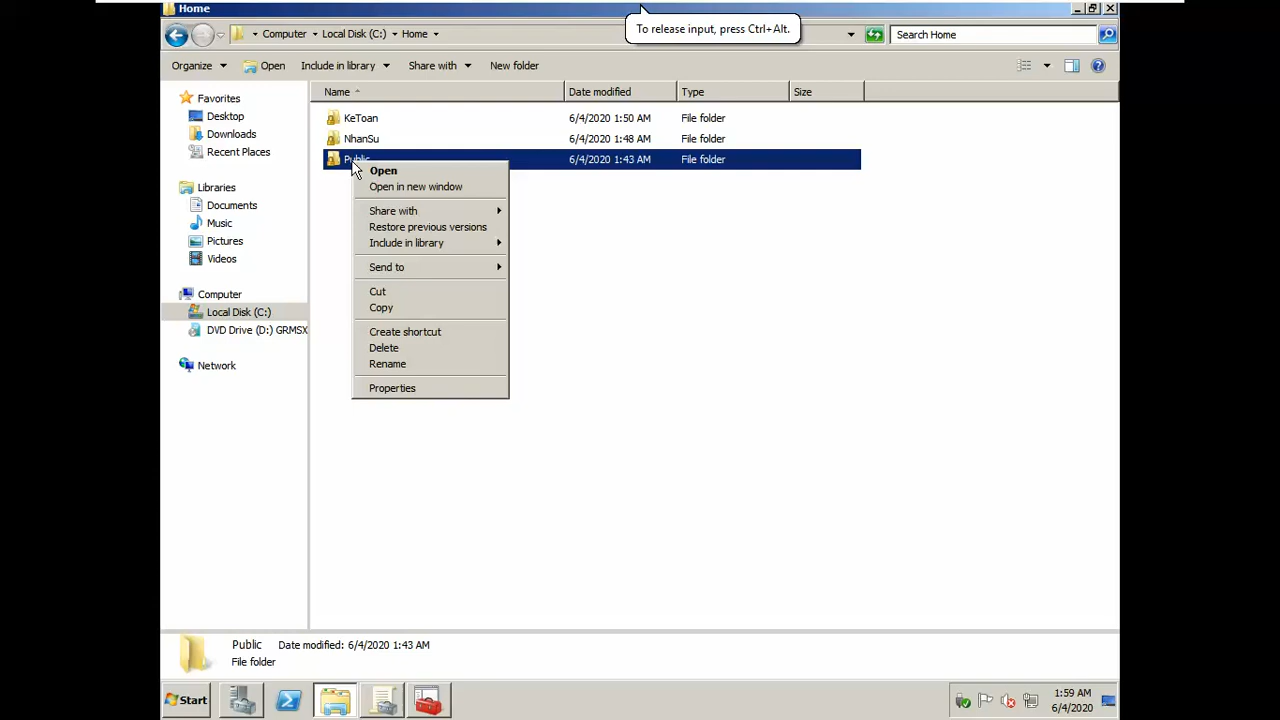 Home
To release input, press Ctrl+Alt.
Computer Local Disk (C:) Home
Search Home
Organize Open Include in library Share with New folder
Name Date modified Type Size
Favorites
Desktop
Downloads
Recent Places
Libraries
Documents
Music
Pictures
Videos
Computer
Local Disk (C:)
DVD Drive (D:) GRMSX
Network
KeToan 6/4/2020 1:50 AM File folder
NhanSu 6/4/2020 1:48 AM File folder
Public 6/4/2020 1:43 AM File folder
Open
Open in new window
Share with
Restore previous versions
Include in library
Send to
Cut
Copy
Create shortcut
Delete
Rename
Properties
Public Date modified: 6/4/2020 1:43 AM
File folder
Start
1:59 AM
6/4/2020